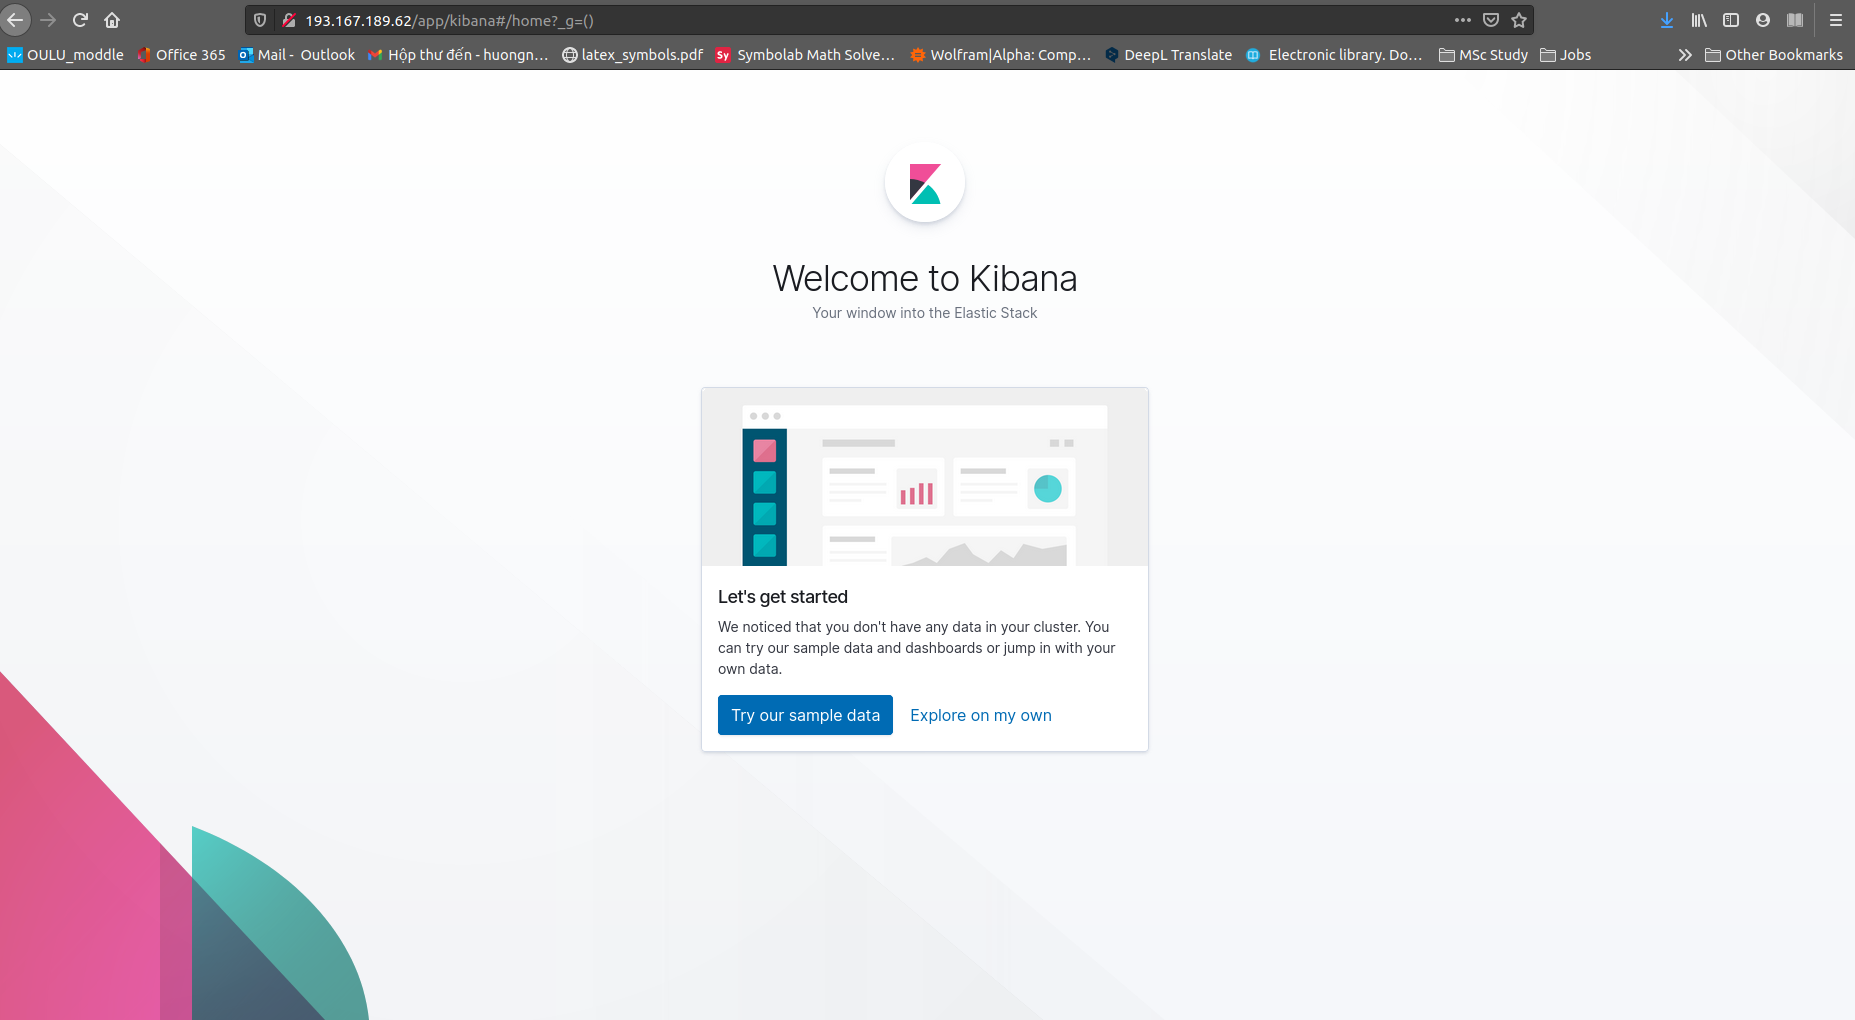 193.167.189.62/app/kibana#/home?_g=()
OULU_moddle Office 365 Mail - Outlook Hộp thư đến - huongn... latex_symbols.pdf Sy Symbolab Math Solve... Wolfram|Alpha: Comp... DeepL Translate Electronic library. Do... MSc Study Jobs Other Bookmarks
Welcome to Kibana
Your window into the Elastic Stack
Let's get started
We noticed that you don't have any data in your cluster. You
can try our sample data and dashboards or jump in with your
own data.
Try our sample data Explore on my own